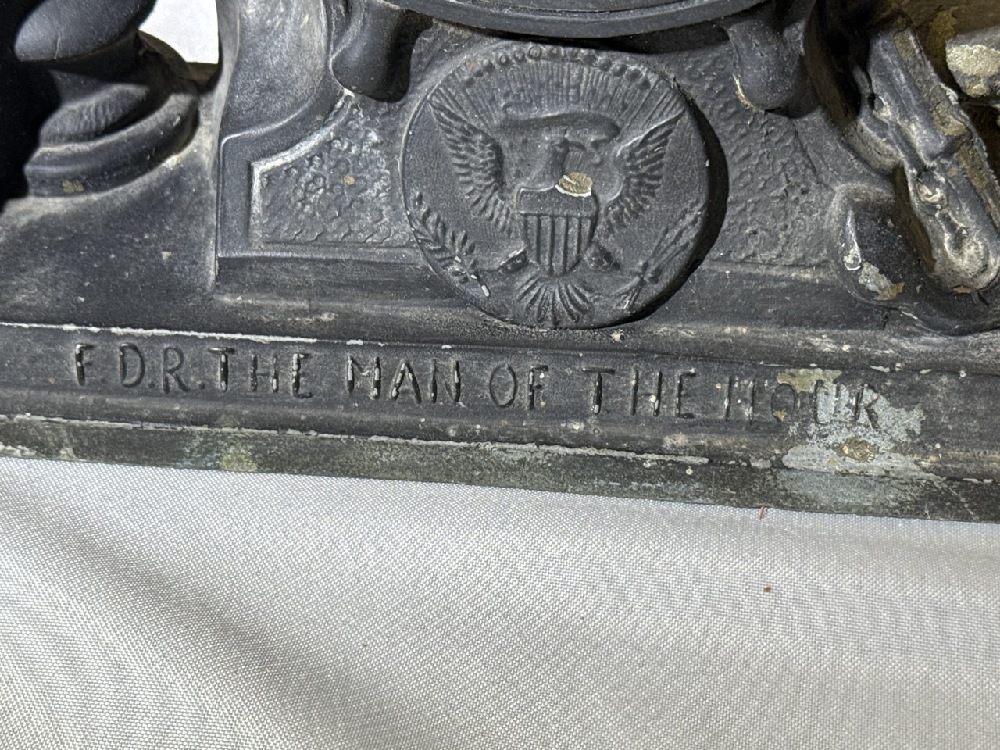 F.D.R. THE MAN OF THE HOUR